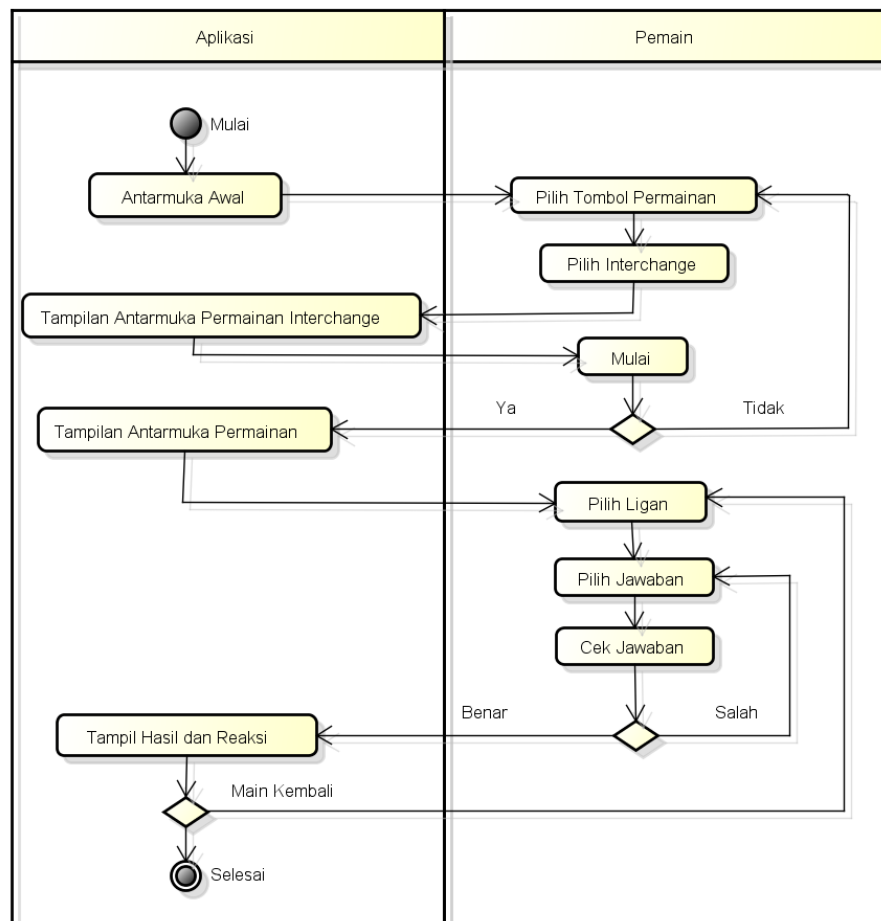 Aplikasi
Pemain
Mulai
Antarmuka Awal
Pilih Tombol Permainan
Pilih Interchange
Tampilan Antarmuka Permainan Interchange
Mulai
Ya
Tidak
Tampilan Antarmuka Permainan
Pilih Ligan
Pilih Jawaban
Cek Jawaban
Benar
Salah
Tampil Hasil dan Reaksi
Main Kembali
Selesai